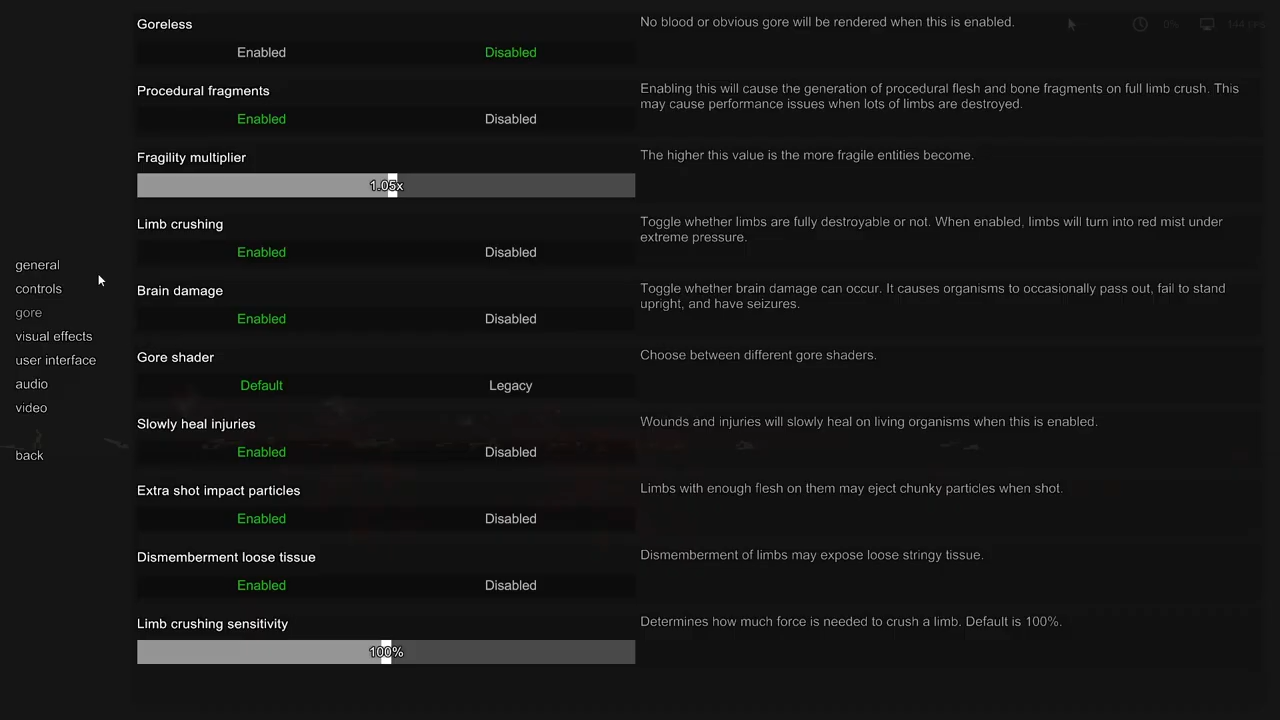 Goreless
No blood or obvious gore will be rendered when this is enabled.
0%
144 FPS
Enabled Disabled
Procedural fragments
Enabling this will cause the generation of procedural flesh and bone fragments on full limb crush. This
may cause performance issues when lots of limbs are destroyed.
Enabled Disabled
Fragility multiplier
The higher this value is the more fragile entities become.
1.05x
Limb crushing
Toggle whether limbs are fully destroyable or not. When enabled, limbs will turn into red mist under
extreme pressure.
Enabled Disabled
general
controls
gore
visual effects
user interface
audio
video
back
Brain damage
Toggle whether brain damage can occur. It causes organisms to occasionally pass out, fail to stand
upright, and have seizures.
Enabled Disabled
Gore shader
Choose between different gore shaders.
Default Legacy
Slowly heal injuries
Wounds and injuries will slowly heal on living organisms when this is enabled.
Enabled Disabled
Extra shot impact particles
Limbs with enough flesh on them may eject chunky particles when shot.
Enabled Disabled
Dismemberment loose tissue
Dismemberment of limbs may expose loose stringy tissue.
Enabled Disabled
Limb crushing sensitivity
Determines how much force is needed to crush a limb. Default is 100%.
100%